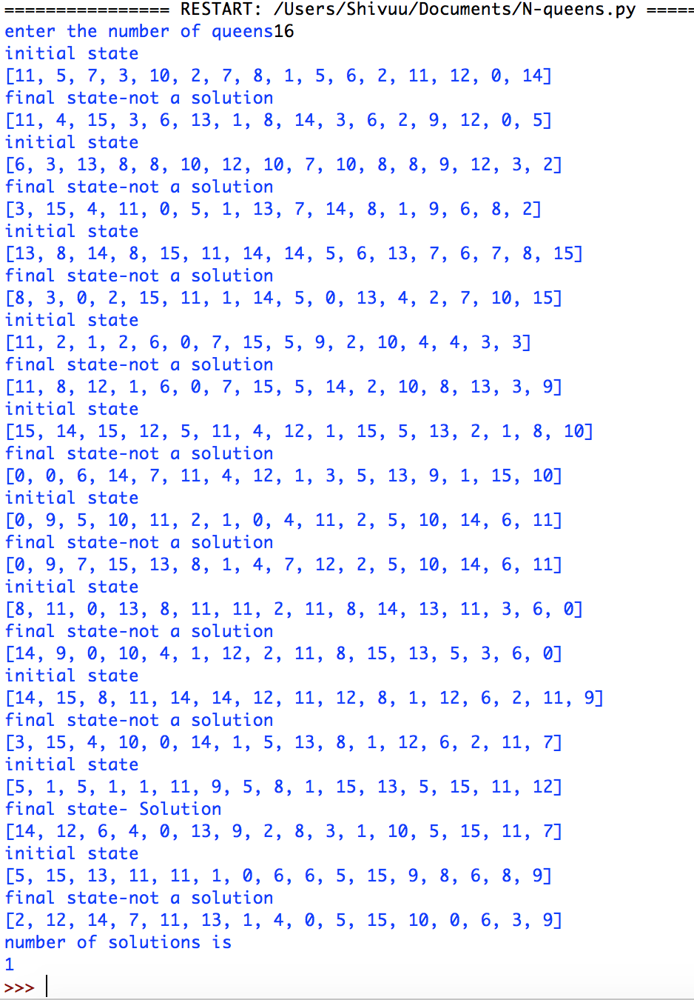 ================ RESTART: /Users/Shivuu/Documents/N-queens.py =====
enter the number of queens16
initial state
[11, 5, 7, 3, 10, 2, 7, 8, 1, 5, 6, 2, 11, 12, 0, 14]
final state-not a solution
[11, 4, 15, 3, 6, 13, 1, 8, 14, 3, 6, 2, 9, 12, 0, 5]
initial state
[6, 3, 13, 8, 8, 10, 12, 10, 7, 10, 8, 8, 9, 12, 3, 2]
final state-not a solution
[3, 15, 4, 11, 0, 5, 1, 13, 7, 14, 8, 1, 9, 6, 8, 2]
initial state
[13, 8, 14, 8, 15, 11, 14, 14, 5, 6, 13, 7, 6, 7, 8, 15]
final state-not a solution
[8, 3, 0, 2, 15, 11, 1, 14, 5, 0, 13, 4, 2, 7, 10, 15]
initial state
[11, 2, 1, 2, 6, 0, 7, 15, 5, 9, 2, 10, 4, 4, 3, 3]
final state-not a solution
[11, 8, 12, 1, 6, 0, 7, 15, 5, 14, 2, 10, 8, 13, 3, 9]
initial state
[15, 14, 15, 12, 5, 11, 4, 12, 1, 15, 5, 13, 2, 1, 8, 10]
final state-not a solution
[0, 0, 6, 14, 7, 11, 4, 12, 1, 3, 5, 13, 9, 1, 15, 10]
initial state
[0, 9, 5, 10, 11, 2, 1, 0, 4, 11, 2, 5, 10, 14, 6, 11]
final state-not a solution
[0, 9, 7, 15, 13, 8, 1, 4, 7, 12, 2, 5, 10, 14, 6, 11]
initial state
[8, 11, 0, 13, 8, 11, 11, 2, 11, 8, 14, 13, 11, 3, 6, 0]
final state-not a solution
[14, 9, 0, 10, 4, 1, 12, 2, 11, 8, 15, 13, 5, 3, 6, 0]
initial state
[14, 15, 8, 11, 14, 14, 12, 11, 12, 8, 1, 12, 6, 2, 11, 9]
final state-not a solution
[3, 15, 4, 10, 0, 14, 1, 5, 13, 8, 1, 12, 6, 2, 11, 7]
initial state
[5, 1, 5, 1, 1, 11, 9, 5, 8, 1, 15, 13, 5, 15, 11, 12]
final state- Solution
[14, 12, 6, 4, 0, 13, 9, 2, 8, 3, 1, 10, 5, 15, 11, 7]
initial state
[5, 15, 13, 11, 11, 1, 0, 6, 6, 5, 15, 9, 8, 6, 8, 9]
final state-not a solution
[2, 12, 14, 7, 11, 13, 1, 4, 0, 5, 15, 10, 0, 6, 3, 9]
number of solutions is
1
>>>